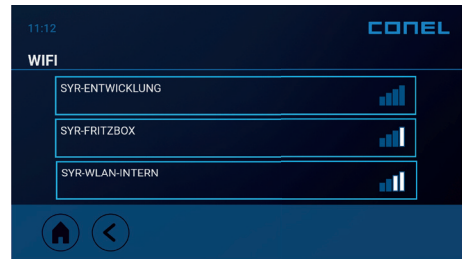 11:12
CONEL
WIFI
SYR-ENTWICKLUNG
SYR-FRITZBOX
SYR-WLAN-INTERN